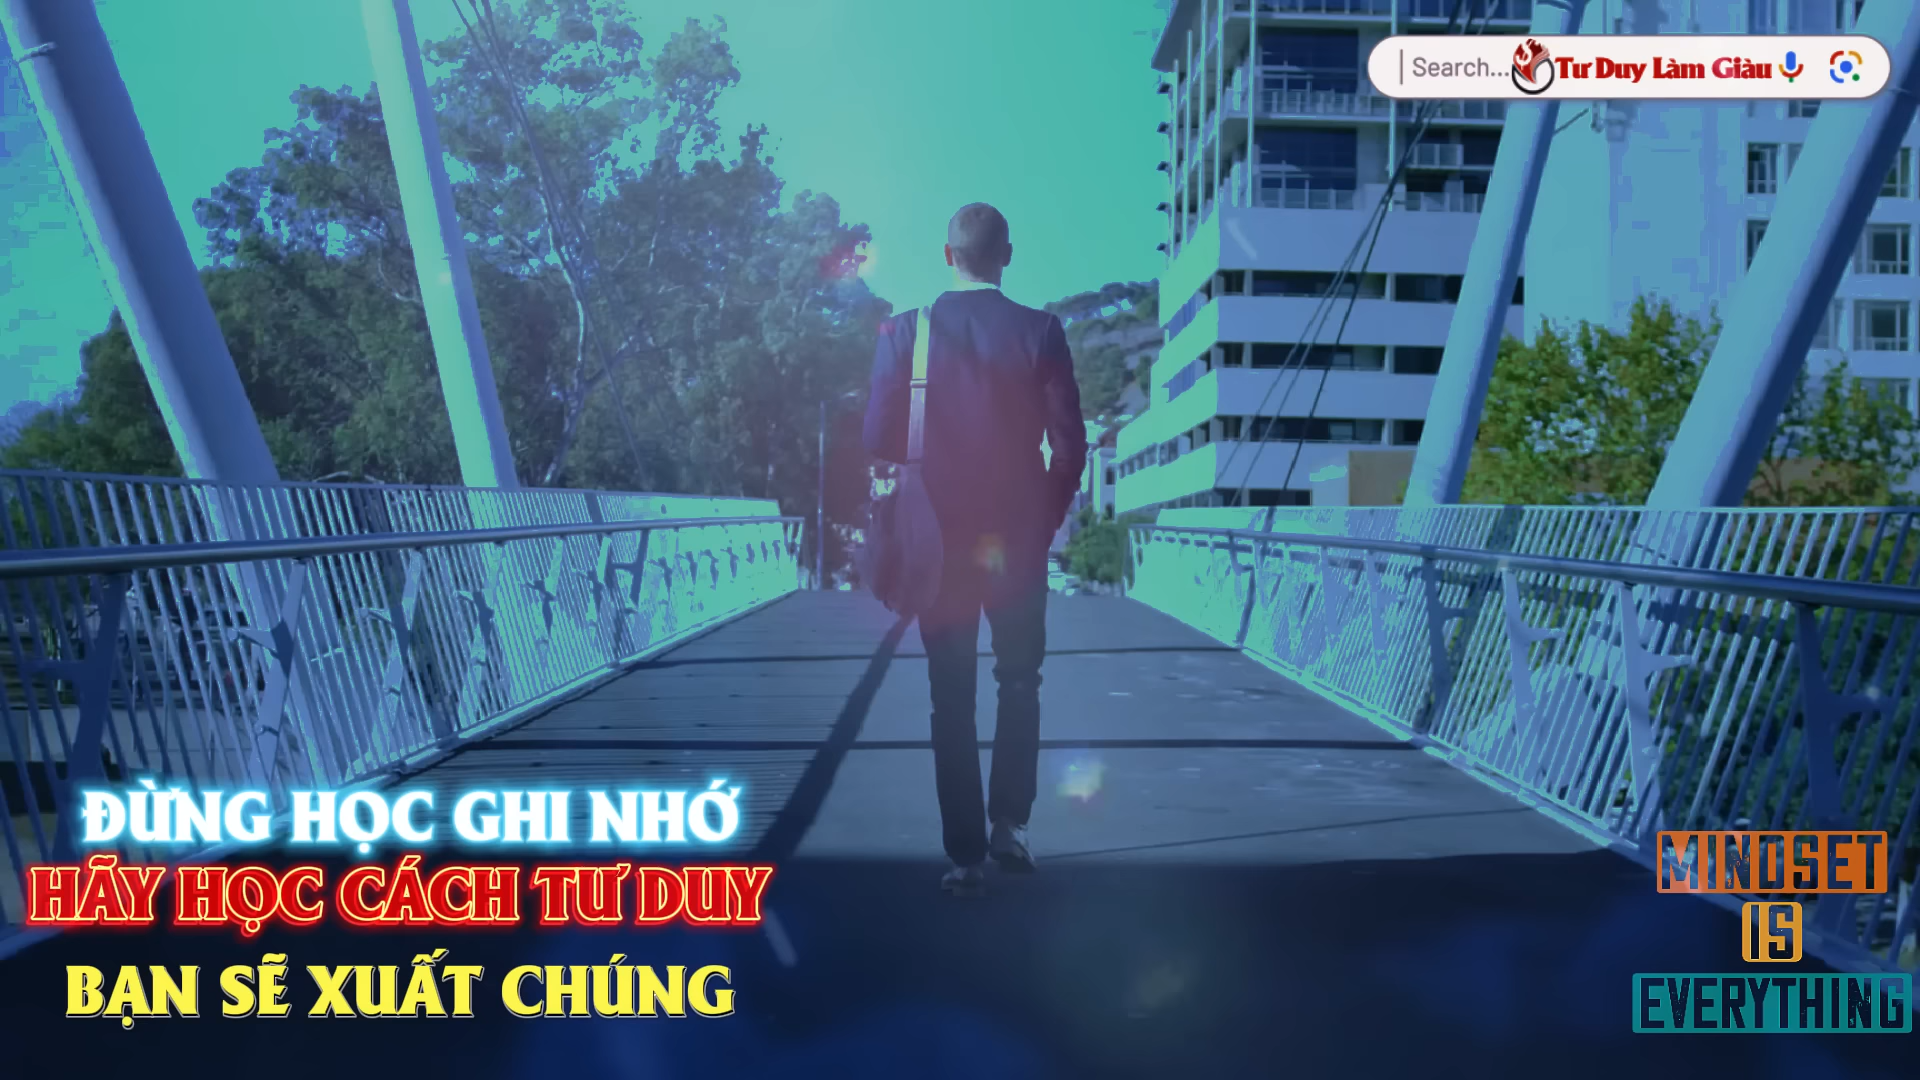 Search... Tư Duy Làm Giàu
ĐỪNG HỌC GHI NHỚ
HÃY HỌC CÁCH TƯ DUY
BẠN SẼ XUẤT CHÚNG
MINDSET
IS
EVERYTHING